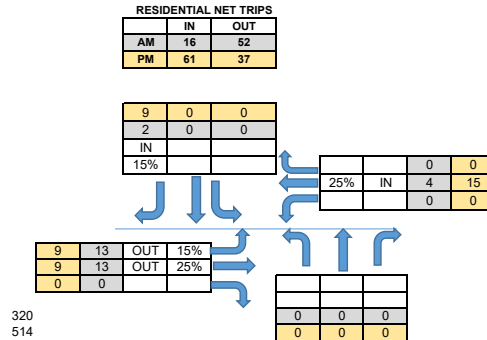 RESIDENTIAL NET TRIPS
IN OUT
AM 16 52
PM 61 37
9 0 0
2 0 0
IN
15%
0 0
25% IN 4 15
0 0
9 13 OUT 15%
9 13 OUT 25%
0 0
320
514
0 0 0
0 0 0